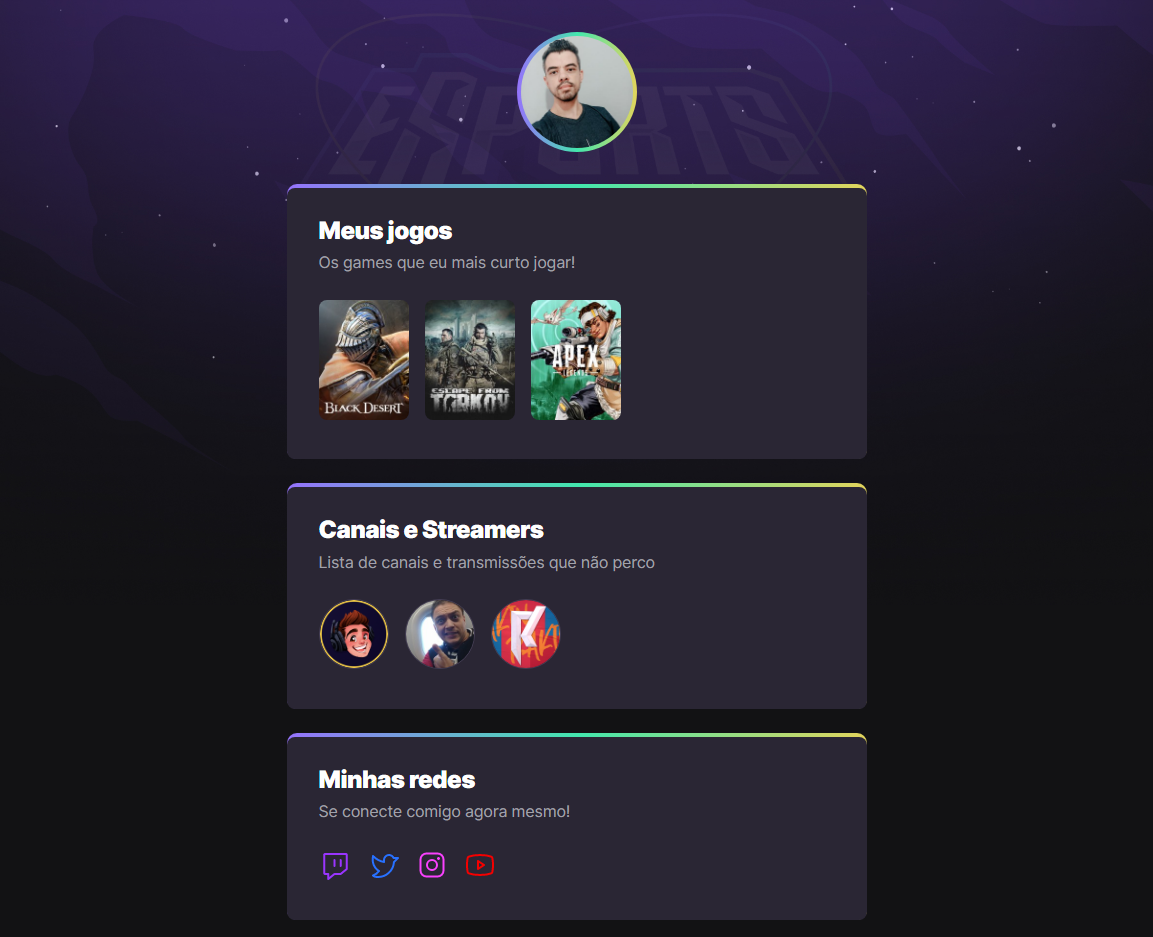 ESPORTS
Meus jogos
Os games que eu mais curto jogar!
BLACK DESERT
ESCAPE FROM
TARKOV
APEX
LEGENDS
Canais e Streamers
Lista de canais e transmissões que não perco
Minhas redes
Se conecte comigo agora mesmo!